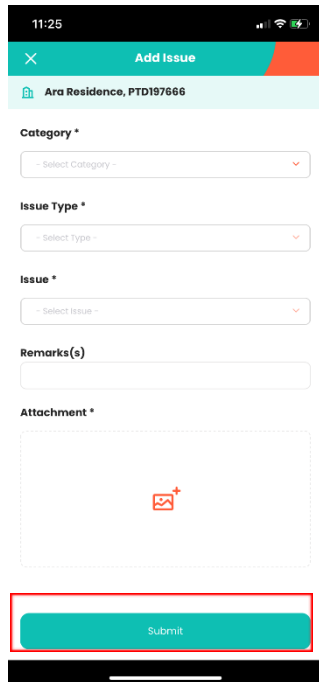 11:25
Add Issue
Ara Residence, PTD197666
Category *
- Select Category -
Issue Type *
- Select Type -
Issue *
- Select Issue -
Remarks(s)
Attachment *
Submit